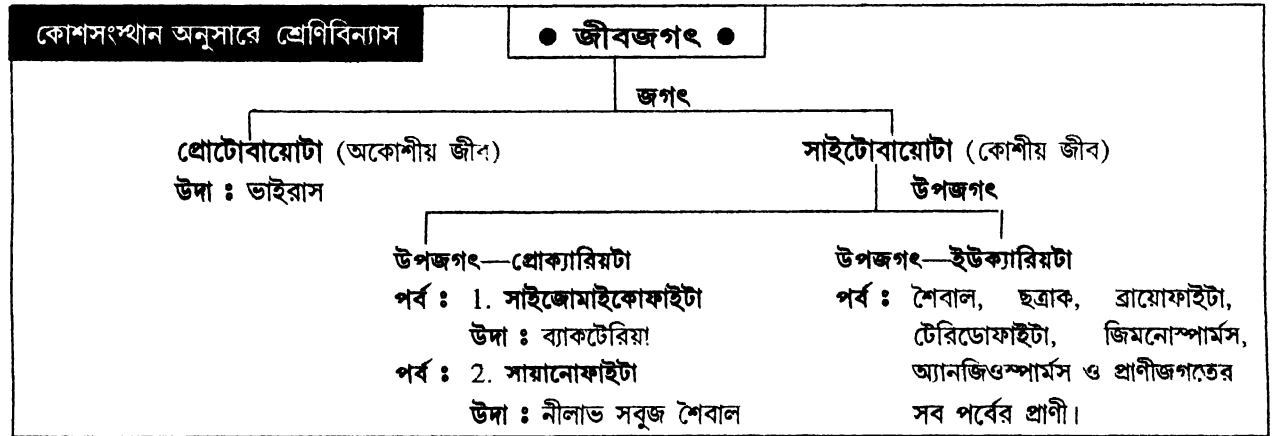 কোশসংস্থান অনুসারে শ্রেণিবিন্যাস
● জীবজগৎ ●
জগৎ
প্রোটোবায়োটা (অকোশীয় জীব)
উদা : ভাইরাস
সাইটোবায়োটা (কোশীয় জীব)
উপজগৎ
উপজগৎ—প্রোক্যারিয়টা
পর্ব : 1. সাইজোমাইকোফাইটা
উদা : ব্যাকটেরিয়া
পর্ব : 2. সায়ানোফাইটা
উদা : নীলাভ সবুজ শৈবাল
উপজগৎ—ইউক্যারিয়টা
পর্ব : শৈবাল, ছত্রাক, ব্রায়োফাইটা,
টেরিডোফাইটা, জিমনোস্পার্মস,
অ্যানজিওস্পার্মস ও প্রাণীজগতের
সব পর্বের প্রাণী।